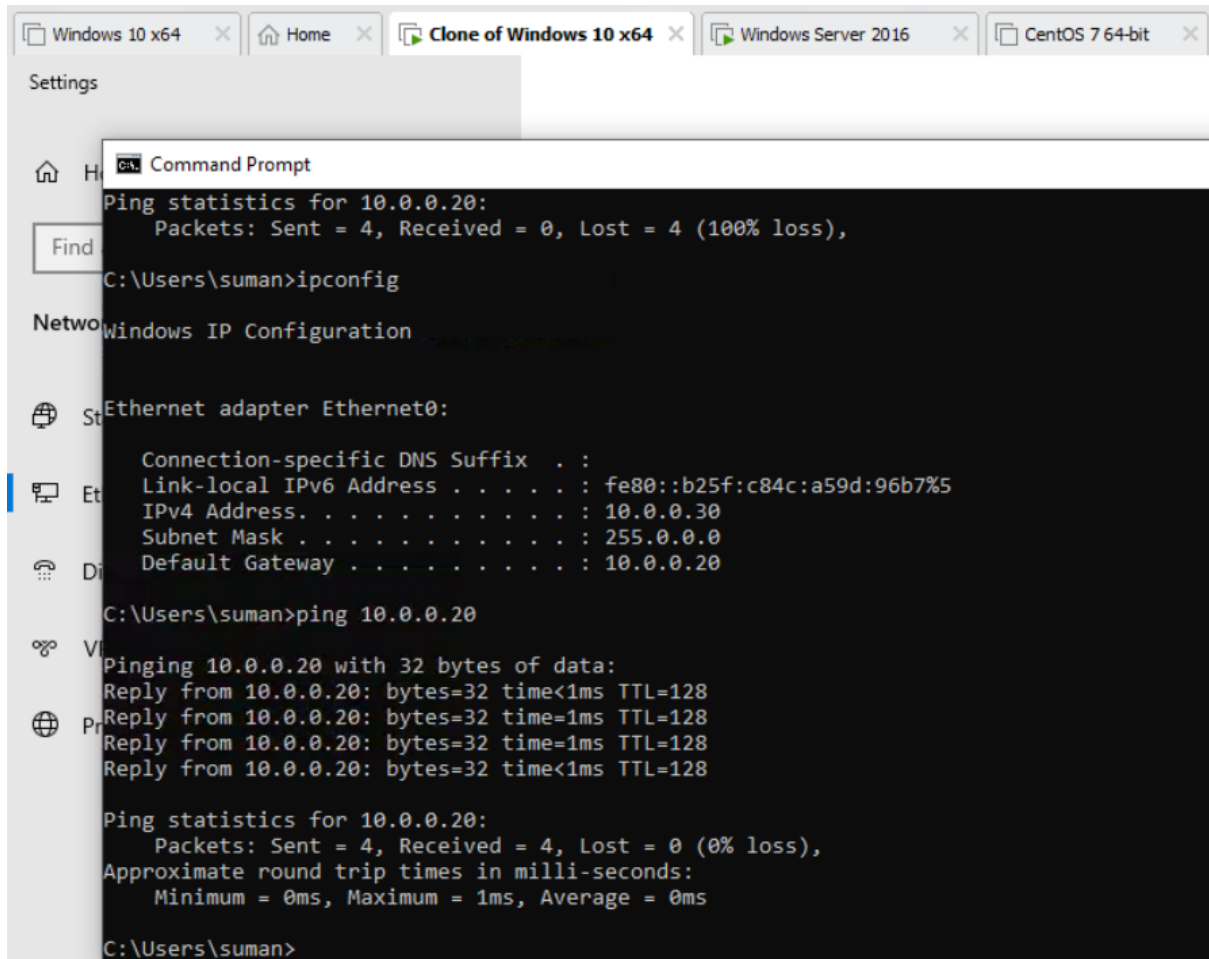 Windows 10 x64
Home
Clone of Windows 10 x64
Windows Server 2016
CentOS 7 64-bit
Settings
Find
Command Prompt
Ping statistics for 10.0.0.20:
    Packets: Sent = 4, Received = 0, Lost = 4 (100% loss),
C:\Users\suman>ipconfig
Windows IP Configuration
Ethernet adapter Ethernet0:
   Connection-specific DNS Suffix  . :
   Link-local IPv6 Address . . . . . : fe80::b25f:c84c:a59d:96b7%5
   IPv4 Address. . . . . . . . . . . : 10.0.0.30
   Subnet Mask . . . . . . . . . . . : 255.0.0.0
   Default Gateway . . . . . . . . . : 10.0.0.20
C:\Users\suman>ping 10.0.0.20
Pinging 10.0.0.20 with 32 bytes of data:
Reply from 10.0.0.20: bytes=32 time<1ms TTL=128
Reply from 10.0.0.20: bytes=32 time=1ms TTL=128
Reply from 10.0.0.20: bytes=32 time=1ms TTL=128
Reply from 10.0.0.20: bytes=32 time<1ms TTL=128
Ping statistics for 10.0.0.20:
    Packets: Sent = 4, Received = 4, Lost = 0 (0% loss),
Approximate round trip times in milli-seconds:
    Minimum = 0ms, Maximum = 1ms, Average = 0ms
C:\Users\suman>